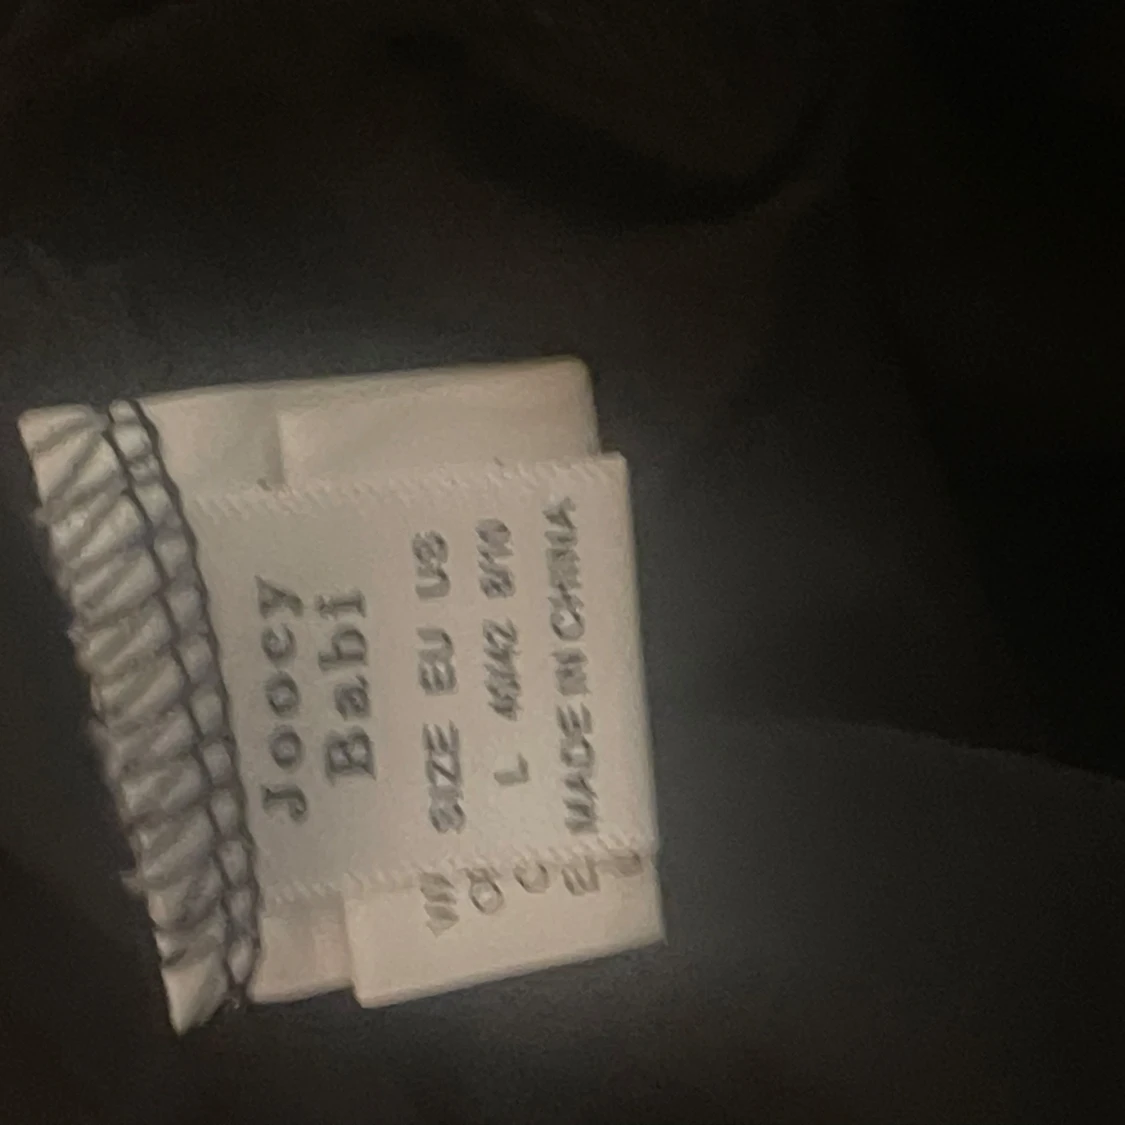 Joocy
Babi
SIZE EU US
L 40/42 8/10
MADE IN CHINA